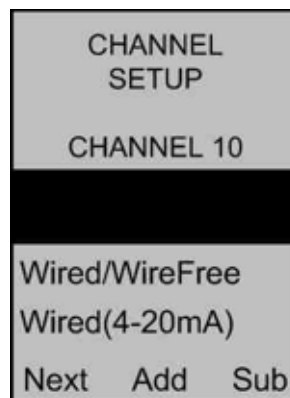 CHANNEL
SETUP
CHANNEL 10
Wired/WireFree
Wired(4-20mA)
Next Add Sub